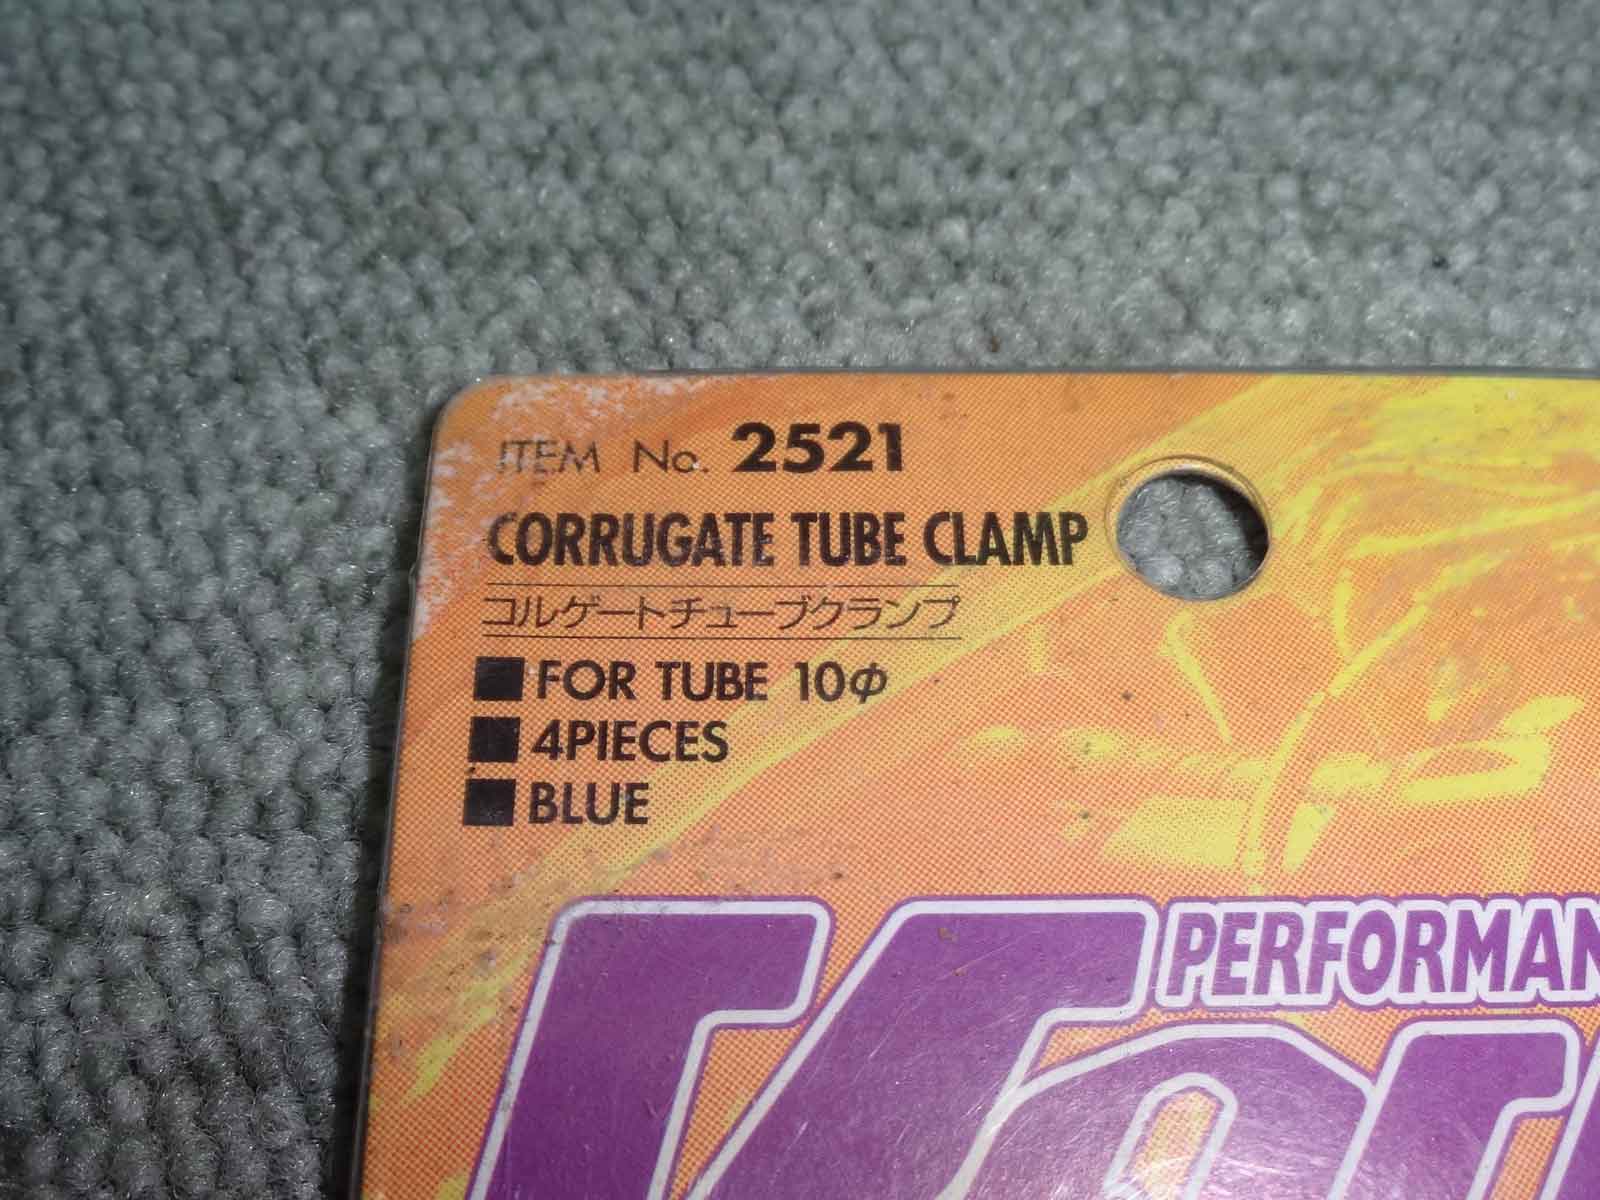 ITEM No. 2521
CORRUGATE TUBE CLAMP
コルゲートチューブクランプ
■FOR TUBE 10φ
■4PIECES
■BLUE